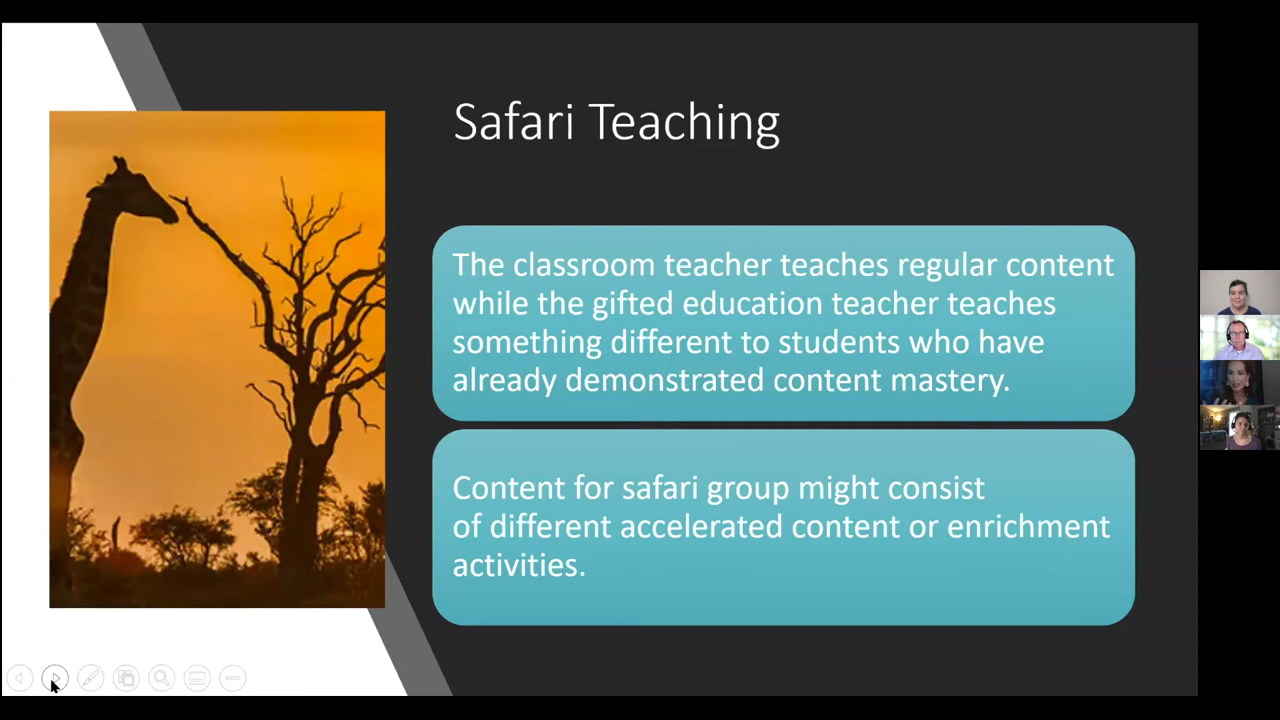 Safari Teaching
The classroom teacher teaches regular content
while the gifted education teacher teaches
something different to students who have
already demonstrated content mastery.
Content for safari group might consist
of different accelerated content or enrichment
activities.